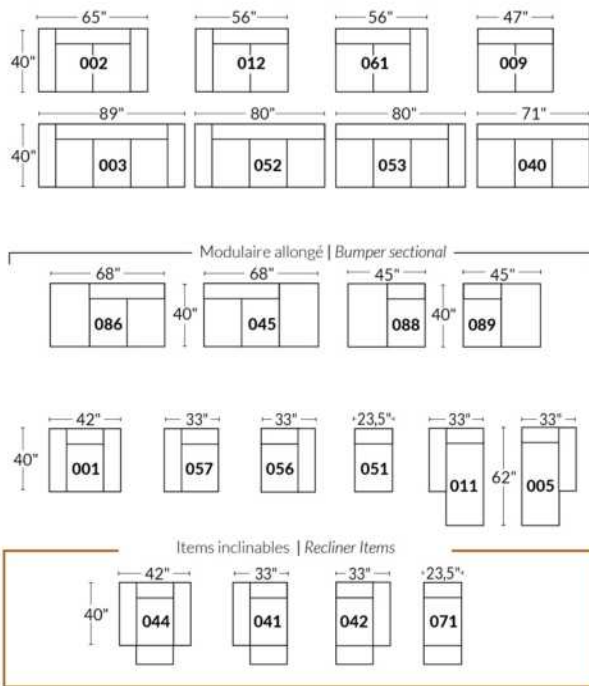 65" 56" 56" 47"
40" 002 012 061 009
89" 80" 80" 71"
40" 003 052 053 040
Modulaire allongé | Bumper sectional
68" 68" 45" 45"
086 40" 045 088 40" 089
42" 33" 33" 23,5" 33" 33"
40" 001 057 056 051 011 62" 005
Items inclinables | Recliner Items
42" 33" 33" 23,5"
40" 044 041 042 071